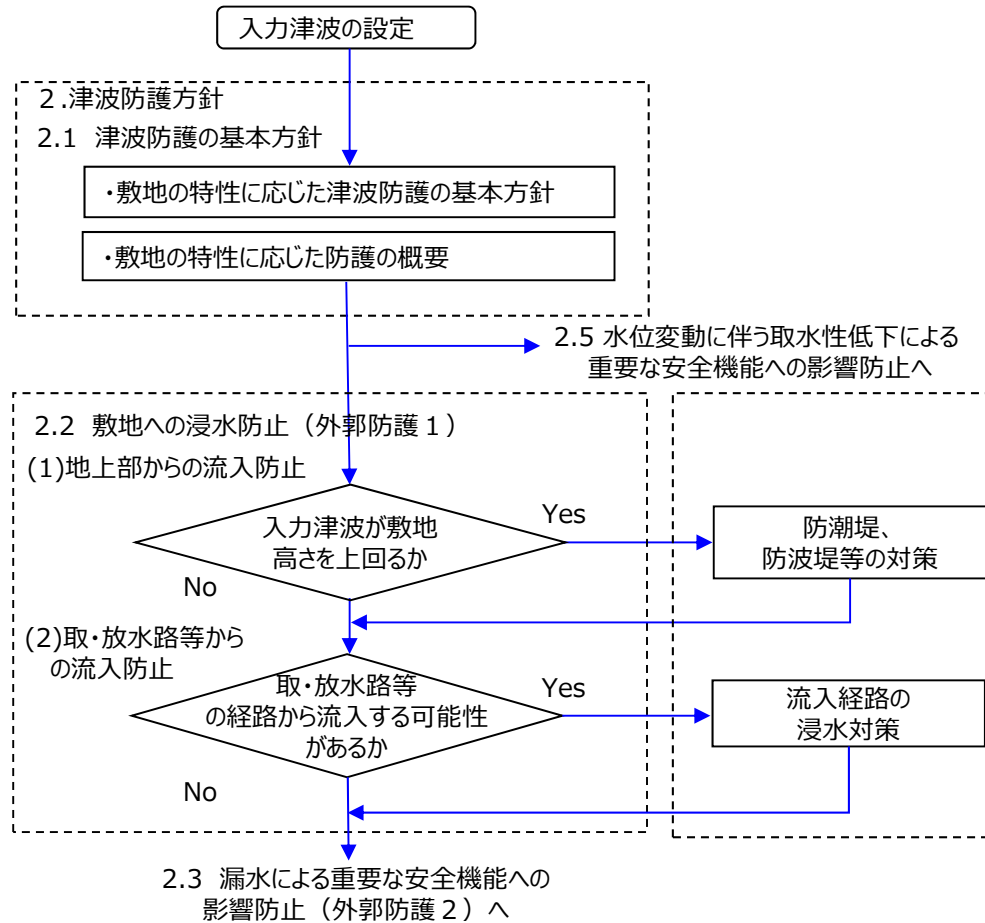 入力津波の設定
２.津波防護方針
2.1 津波防護の基本方針
・敷地の特性に応じた津波防護の基本方針
・敷地の特性に応じた防護の概要
2.5 水位変動に伴う取水性低下による
重要な安全機能への影響防止へ
2.2 敷地への浸水防止（外郭防護１）
(1)地上部からの流入防止
入力津波が敷地
高さを上回るか
Yes
防潮堤、
防波堤等の対策
No
(2)取・放水路等か��
の流入防止
取・放水路等
の経路から流入する可能性
があるか
Yes
流入経路の
浸水対策
No
2.3 漏水による重要な安全機能への
影響防止（外郭防護２）へ